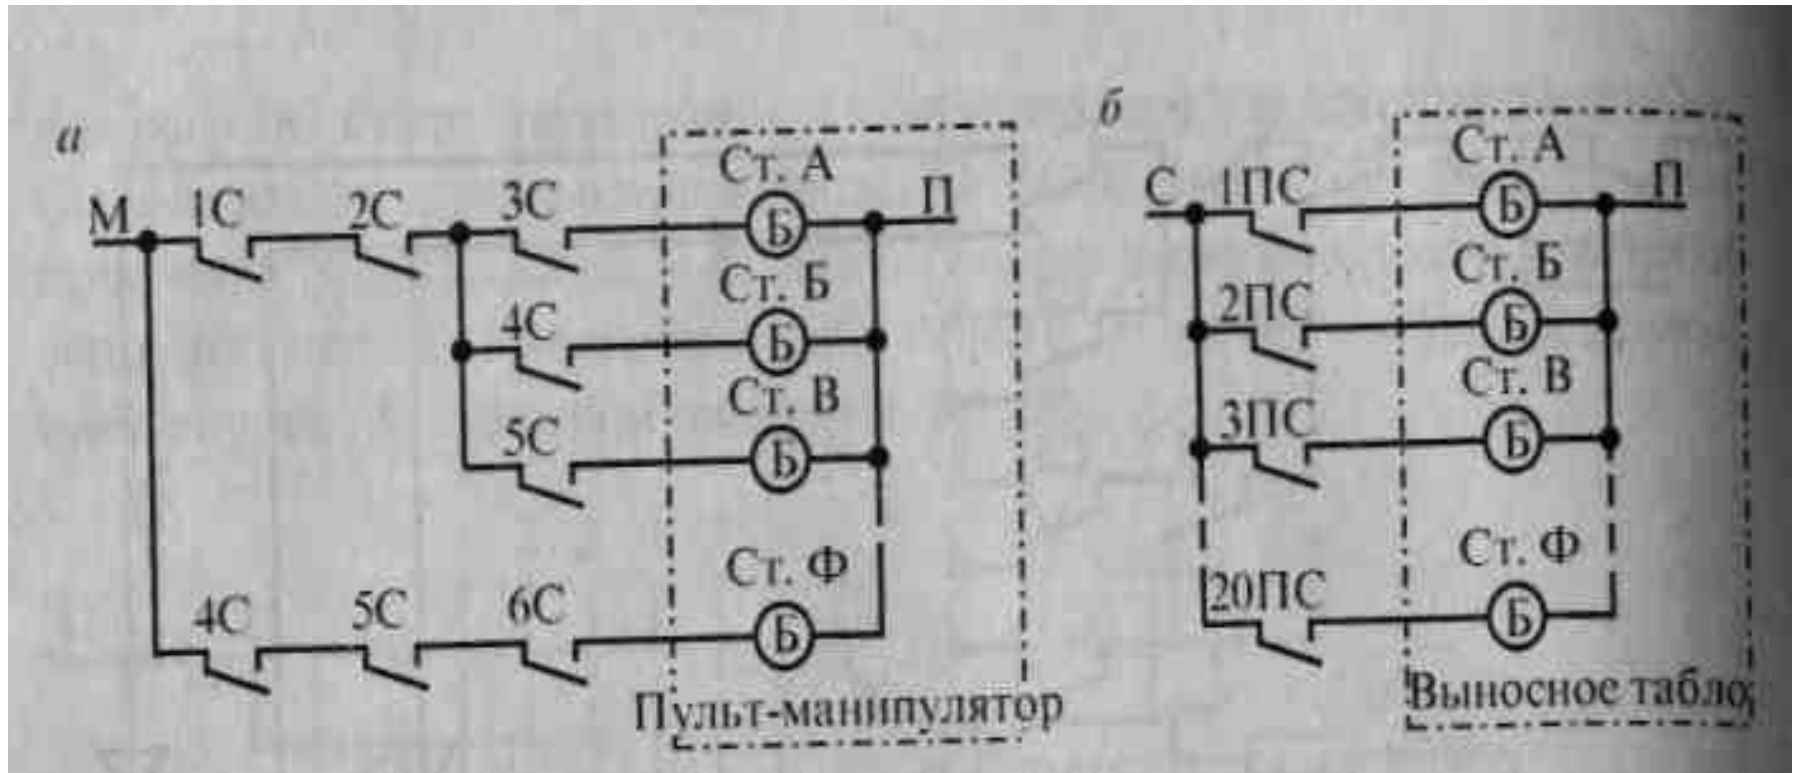 а
Ст. А
М 1С 2С 3С Б П
Ст. Б
4С Б
Ст. В
5С Б
Ст. Ф
4С 5С 6С Б
Пульт-манипулятор
б
Ст. А
С 1ПС Б П
Ст. Б
2ПС Б
Ст. В
3ПС Б
Ст. Ф
20ПС Б
Выносное табло